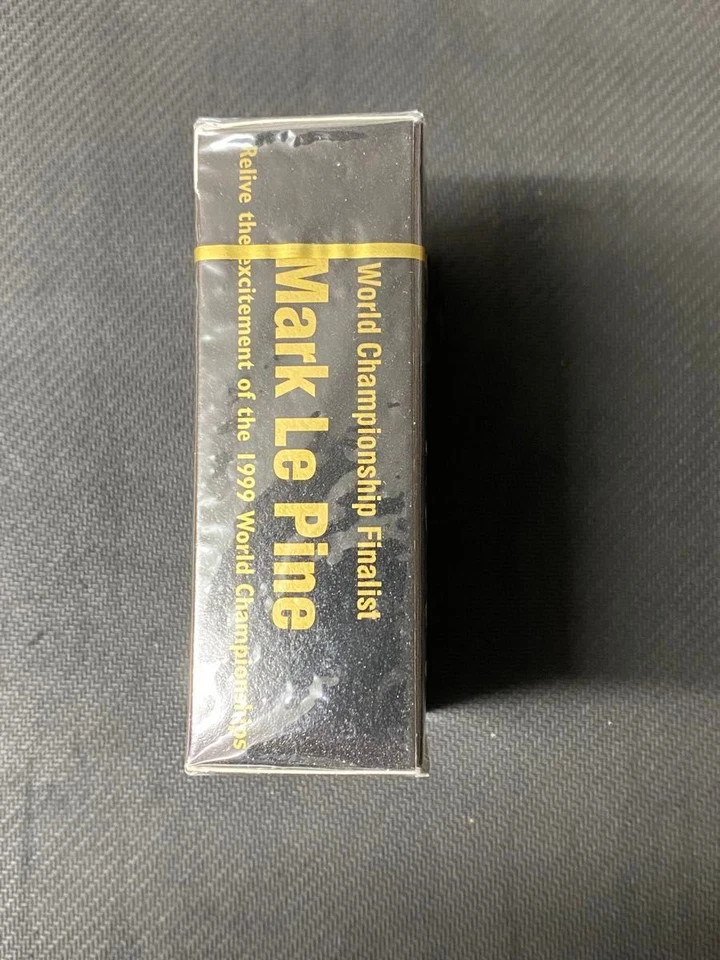 World Championship Finalist
Mark Le Pine
Relive the excitement of the 1999 World Championships